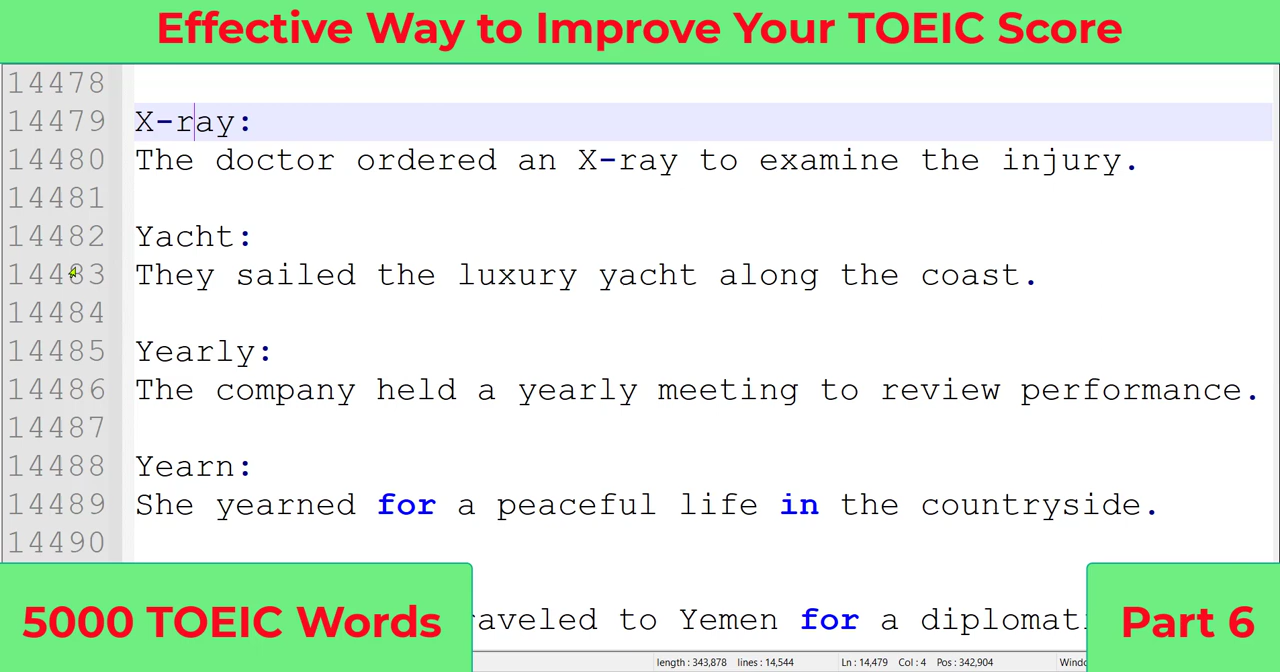 Effective Way to Improve Your TOEIC Score
14478
14479 X-ray:
14480 The doctor ordered an X-ray to examine the injury.
14481
14482 Yacht:
14483 They sailed the luxury yacht along the coast.
14484
14485 Yearly:
14486 The company held a yearly meeting to review performance.
14487
14488 Yearn:
14489 She yearned for a peaceful life in the countryside.
14490
to Yemen for a
5000 TOEIC Words
Part 6
length : 343,878 lines : 14,544 Ln : 14,479 Col : 4 Pos : 342,904